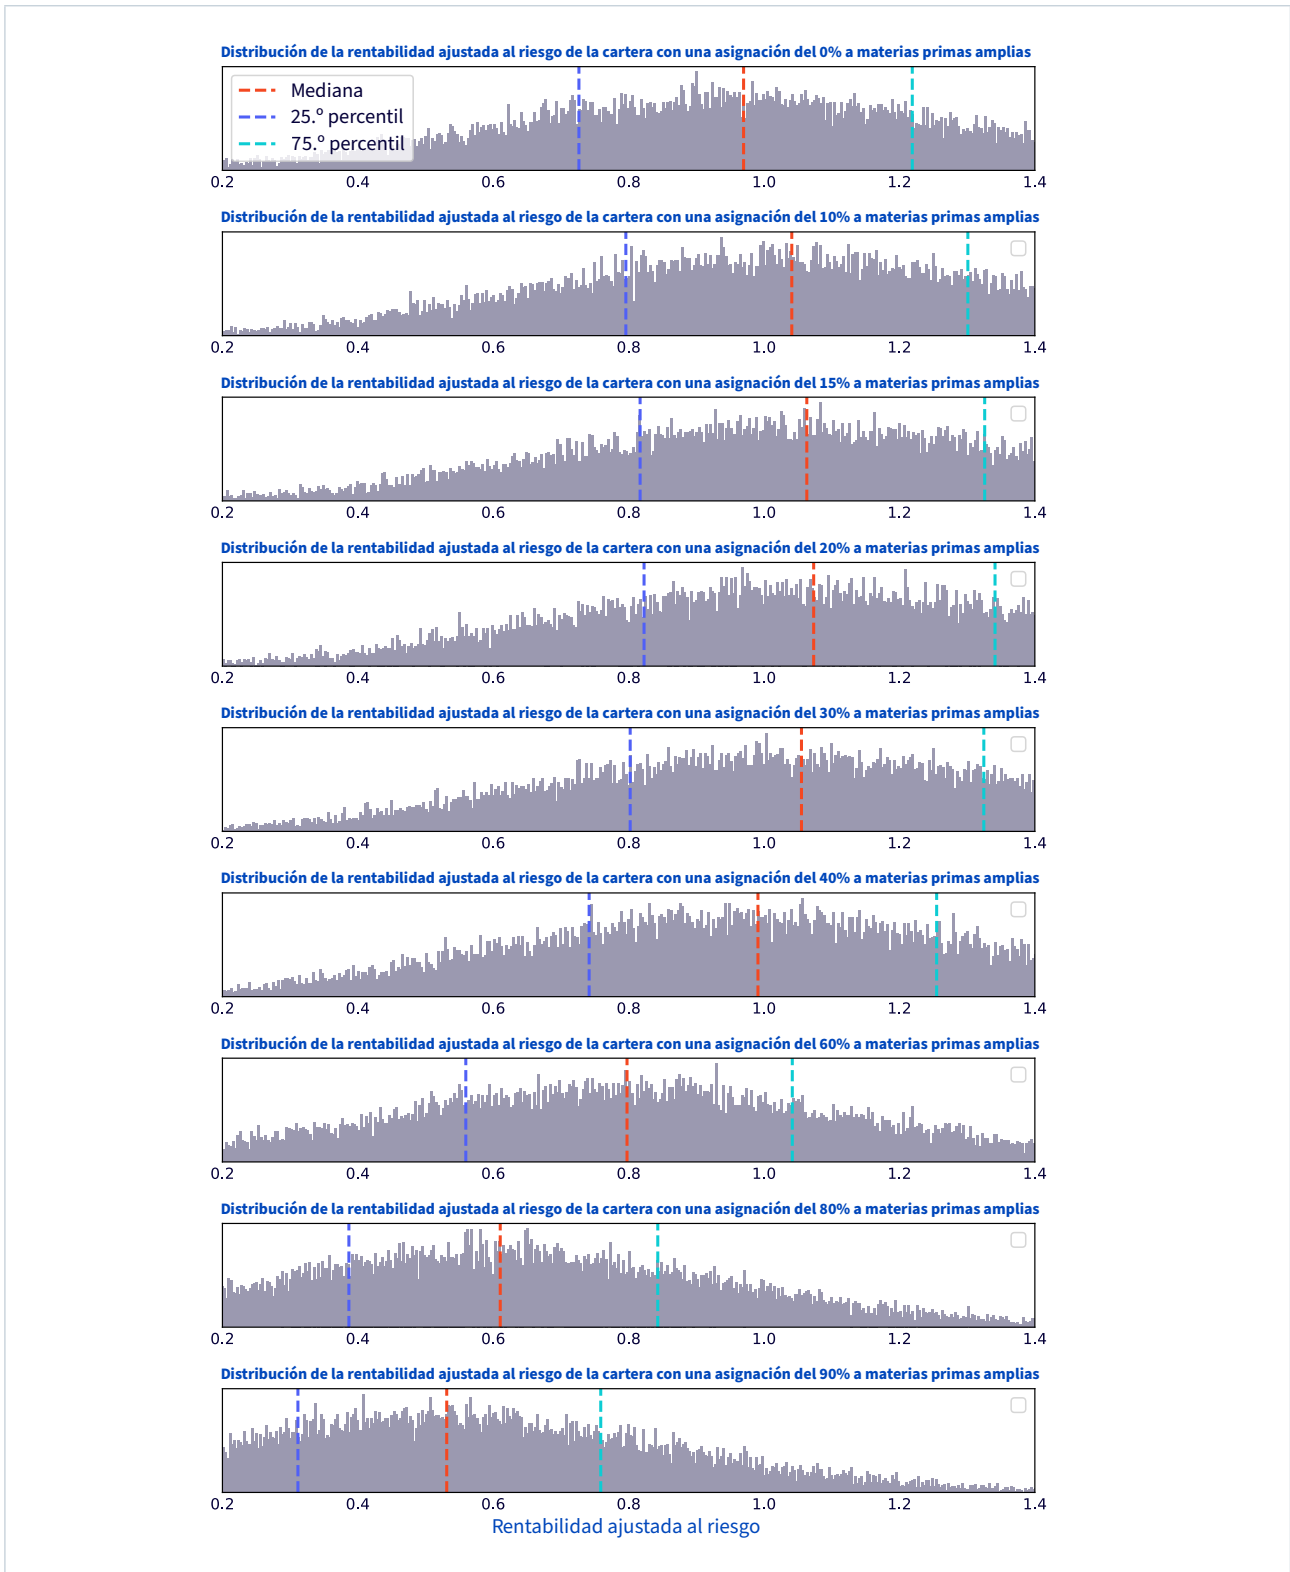 Distribución de la rentabilidad ajustada al riesgo de la cartera con una asignación del 0% a materias primas amplias
Mediana
25.º percentil
75.º percentil
0.2 0.4 0.6 0.8 1.0 1.2 1.4
Distribución de la rentabilidad ajustada al riesgo de la cartera con una asignación del 10% a materias primas amplias
0.2 0.4 0.6 0.8 1.0 1.2 1.4
Distribución de la rentabilidad ajustada al riesgo de la cartera con una asignación del 15% a materias primas amplias
0.2 0.4 0.6 0.8 1.0 1.2 1.4
Distribución de la rentabilidad ajustada al riesgo de la cartera con una asignación del 20% a materias primas amplias
0.2 0.4 0.6 0.8 1.0 1.2 1.4
Distribución de la rentabilidad ajustada al riesgo de la cartera con una asignación del 30% a materias primas amplias
0.2 0.4 0.6 0.8 1.0 1.2 1.4
Distribución de la rentabilidad ajustada al riesgo de la cartera con una asignación del 40% a materias primas amplias
0.2 0.4 0.6 0.8 1.0 1.2 1.4
Distribución de la rentabilidad ajustada al riesgo de la cartera con una asignación del 60% a materias primas amplias
0.2 0.4 0.6 0.8 1.0 1.2 1.4
Distribución de la rentabilidad ajustada al riesgo de la cartera con una asignación del 80% a materias primas amplias
0.2 0.4 0.6 0.8 1.0 1.2 1.4
Distribución de la rentabilidad ajustada al riesgo de la cartera con una asignación del 90% a materias primas amplias
0.2 0.4 0.6 0.8 1.0 1.2 1.4
Rentabilidad ajustada al riesgo